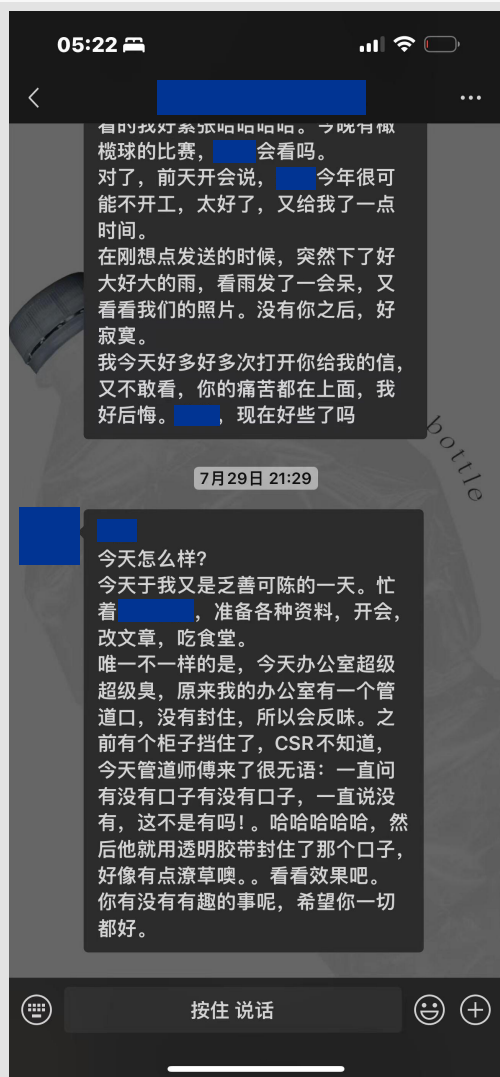 05:22
看的我好紧张哈哈哈哈。今晚有橄
榄球的比赛，会看吗。
对了，前天开会说，今年很可
能不开工，太好了，又给我了一点
时间。
在刚想点发送的时候，突然下了好
大好大的雨，看雨发了一会呆，又
看看我们的照片。没有你之后，好
寂寞。
我今天好多好多次打开你给我的信，
又不敢看，你的痛苦都在上面，我
好后悔。，现在好些了吗
bottle
7月29日 21:29
今天怎么样?
今天于我又是乏善可陈的一天。忙
着，准备各种资料，开会，
改文章，吃食堂。
唯一不一样的是，今天办公室超级
超级臭，原来我的办公室有一个管
道口，没有封住，所以会反味。之
前有个柜子挡住了，CSR不知道，
今天管道师傅来了很无语：一直问
有没有口子有没有口子，一直说没
有，这不是有吗！。哈哈哈哈哈，然
后他就用透明胶带封住了那个口子，
好像有点潦草噢。。看看效果吧。
你有没有有趣的事呢，希望你一切
都好。
按住 说话